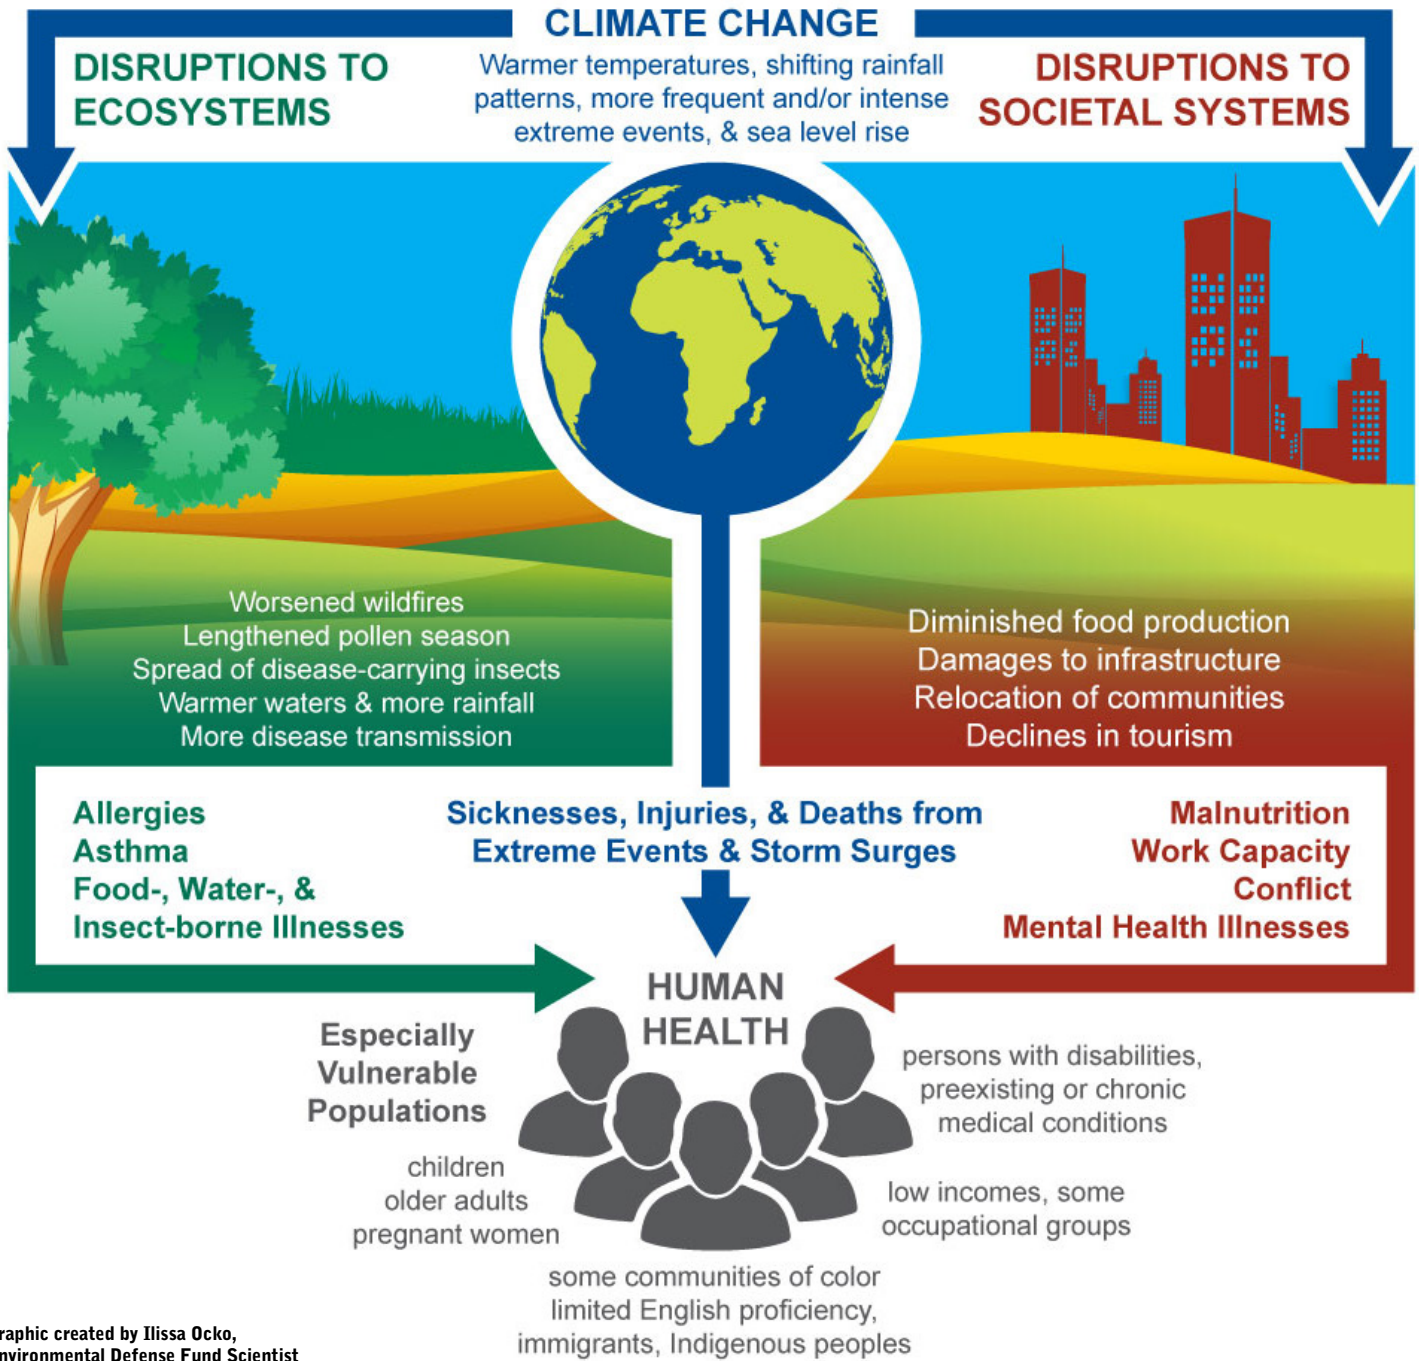 CLIMATE CHANGE
Warmer temperatures, shifting rainfall
patterns, more frequent and/or intense
extreme events, & sea level rise
DISRUPTIONS TO
ECOSYSTEMS
DISRUPTIONS TO
SOCIETAL SYSTEMS
Worsened wildfires
Lengthened pollen season
Spread of disease-carrying insects
Warmer waters & more rainfall
More disease transmission
Diminished food production
Damages to infrastructure
Relocation of communities
Declines in tourism
Allergies
Asthma
Food-, Water-, &
Insect-borne Illnesses
Sicknesses, Injuries, & Deaths from
Extreme Events & Storm Surges
Malnutrition
Work Capacity
Conflict
Mental Health Illnesses
HUMAN
HEALTH
Especially
Vulnerable
Populations
children
older adults
pregnant women
persons with disabilities,
preexisting or chronic
medical conditions
low incomes, some
occupational groups
some communities of color
limited English proficiency,
immigrants, Indigenous peoples
raphic created by Ilissa Ocko,
nvironmental Defense Fund Scientist